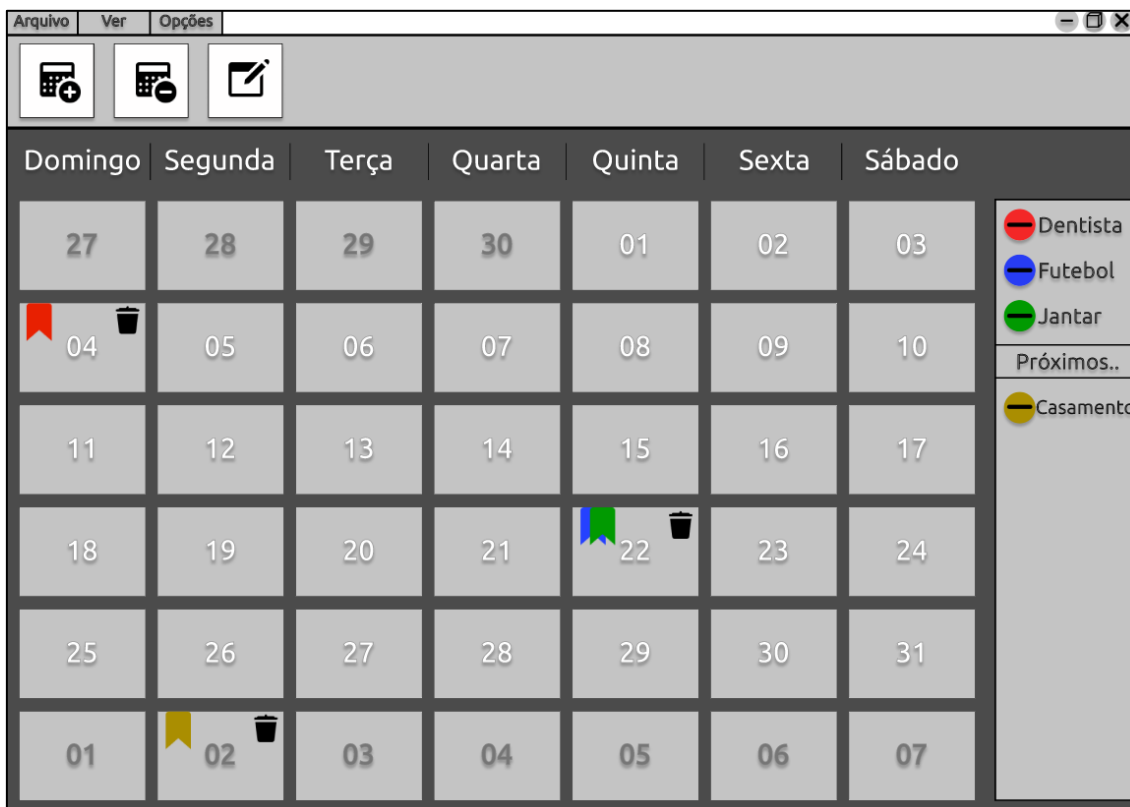 Arquivo Ver Opções
Domingo Segunda Terça Quarta Quinta Sexta Sábado
27 28 29 30 01 02 03
04 05 06 07 08 09 10
11 12 13 14 15 16 17
18 19 20 21 22 23 24
25 26 27 28 29 30 31
01 02 03 04 05 06 07
Dentista
Futebol
Jantar
Próximos..
Casamento